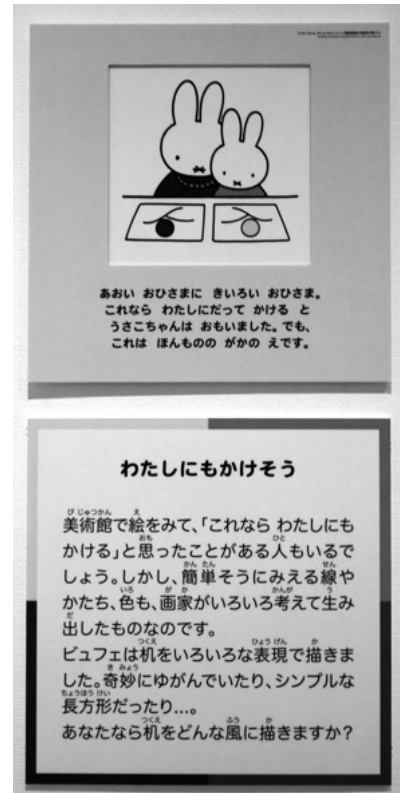 あおい おひさまに きいろい おひさま。
これなら わたしにだって かける と
うさこちゃんは おもいました。でも、
これは ほんものの がかの えです。
わたしにもかけそう
美術館で絵をみて、「これなら わたしにも
かける」と思ったことがある人もいるで
しょう。しかし、簡単そうにみえる線や
かたち、色も、画家がいろいろ考えて生み
出したものなのです。
ビュフェは机をいろいろな表現で描きま
した。奇妙にゆがんでいたり、シンプルな
長方形だったり…。
あなたなら机をどんな風に描きますか?